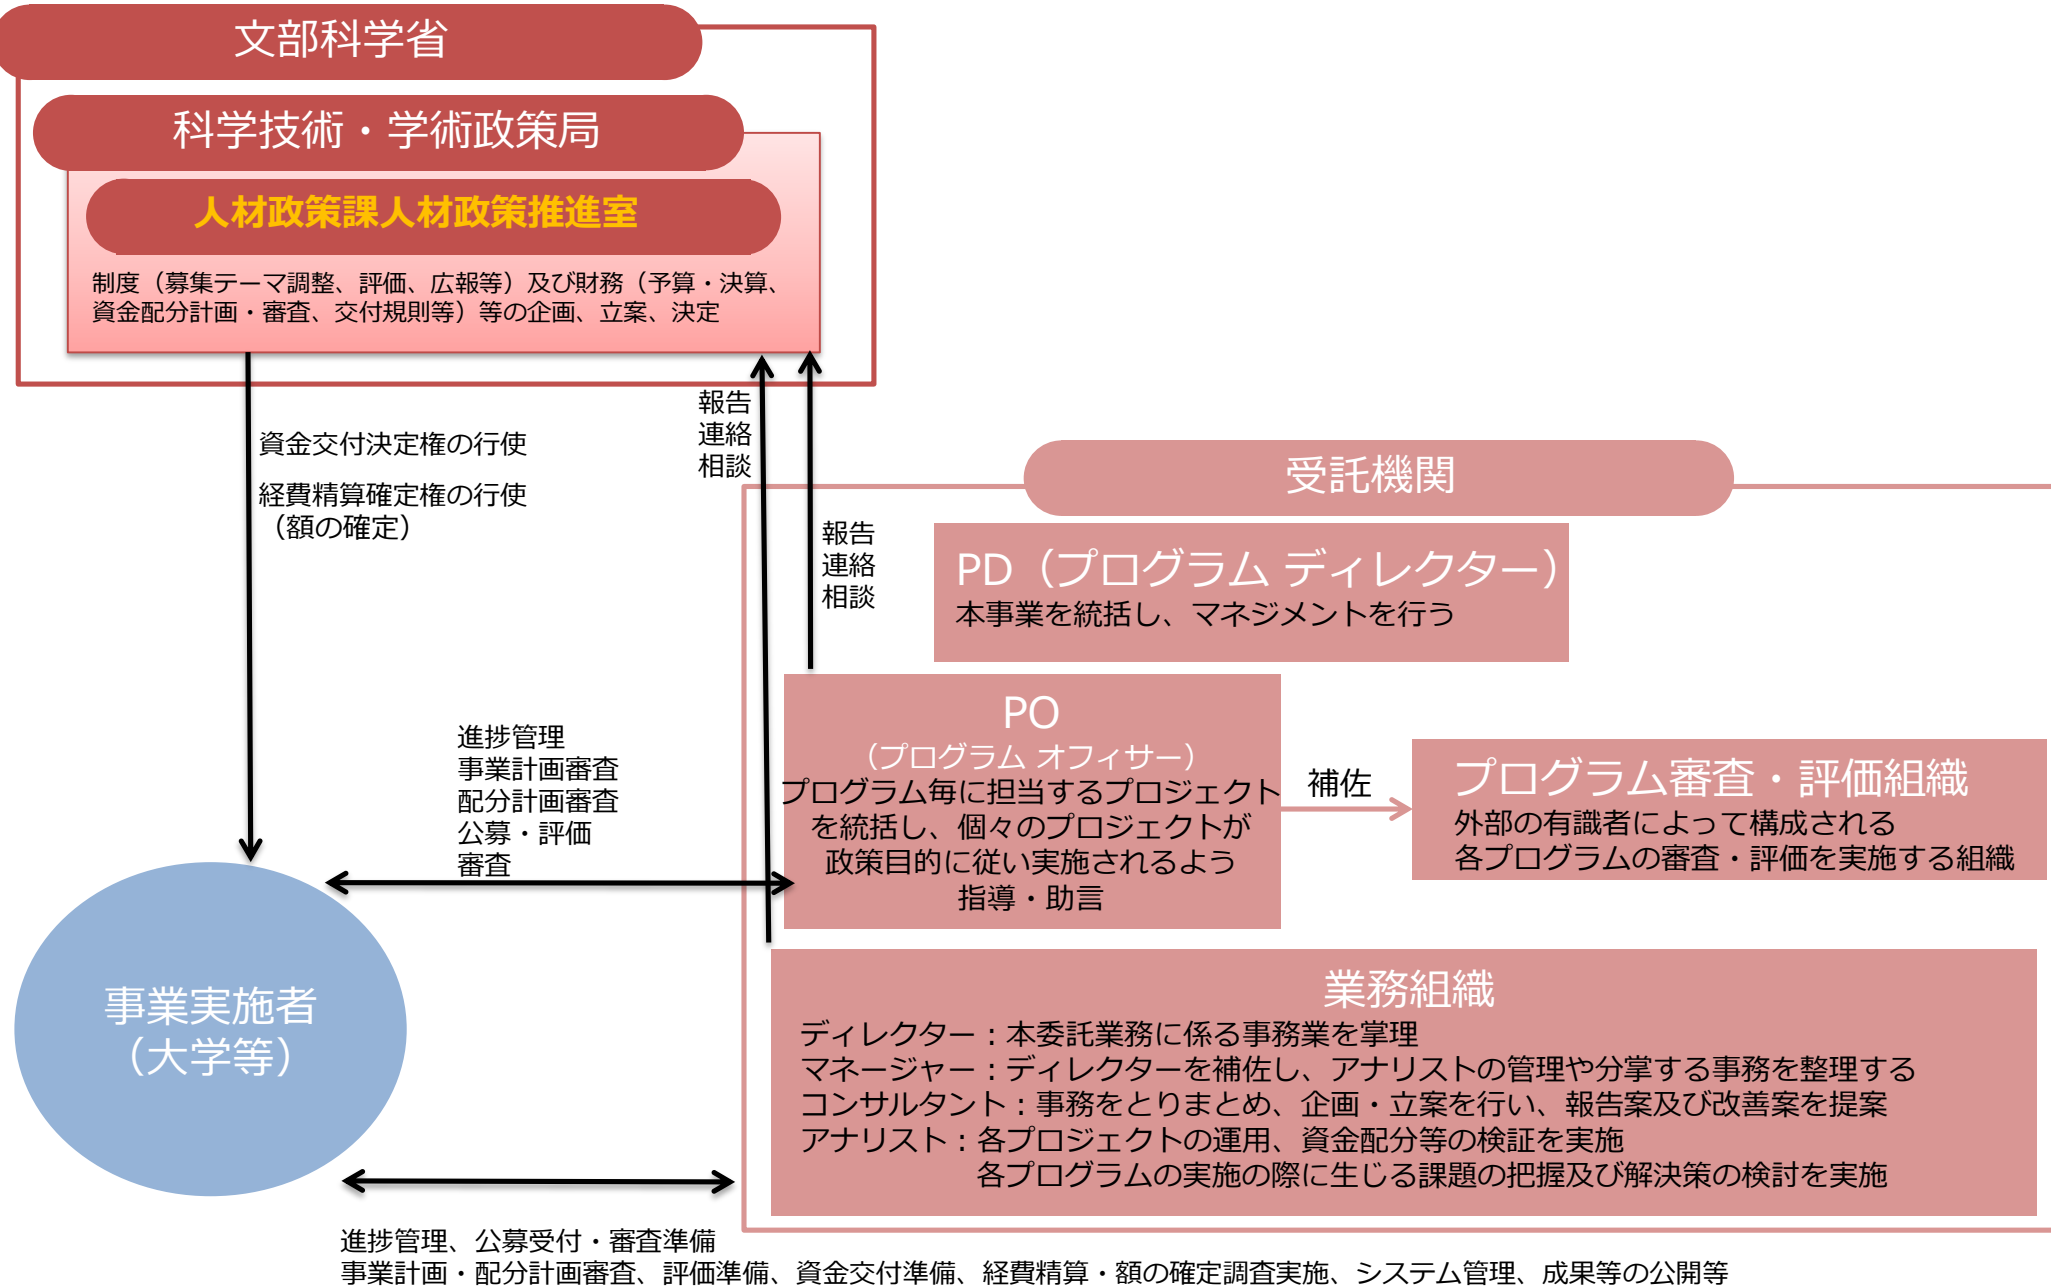 文部科学省
科学技術・学術政策局
人材政策課人材政策推進室
制度（募集テーマ調整、評価、広報等）及び財務（予算・決算、
資金配分計画・審査、交付規則等）等の企画、立案、決定
資金交付決定権の行使
経費精算確定権の行使
（額の確定）
報告
連絡
相談
報告
連絡
相談
受託機関
PD（プログラム ディレクター）
本事業を統括し、マネジメントを行う
PO
（プログラム オフィサー）
プログラム毎に担当するプロジェクト
を統括し、個々のプロジェクトが
政策目的に従い実施されるよう
指導・助言
補佐
プログラム審査・評価組織
外部の有識者によって構成される
各プログラムの審査・評価を実施する組織
進捗管理
事業計画審査
配分計画審査
公募・評価
審査
事業実施者
（大学等）
業務組織
ディレクター：本委託業務に係る事務業を掌理
マネージャー：ディレクターを補佐し、アナリストの管理や分掌する事務を整理する
コンサルタント：事務をとりまとめ、企画・立案を行い、報告案及び改善案を提案
アナリスト：各プロジェクトの運用、資金配分等の検証を実施
各プログラムの実施の際に生じる課題の把握及び解決策の検討を実施
進捗管理、公募受付・審査準備
事業計画・配分計画審査、評価準備、資金交付準備、経費精算・額の確定調査実施、システム管理、成果等の公開等